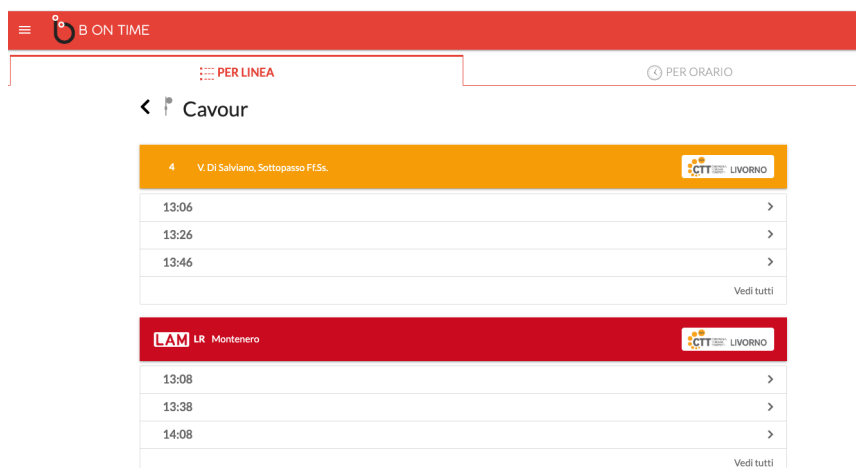 B ON TIME
PER LINEA
PER ORARIO
Cavour
4 V. Di Salviano, Sottopasso Ff.Ss.
CTT LIVORNO
13:06
13:26
13:46
Vedi tutti
LAM LR Montenero
CTT LIVORNO
13:08
13:38
14:08
Vedi tutti